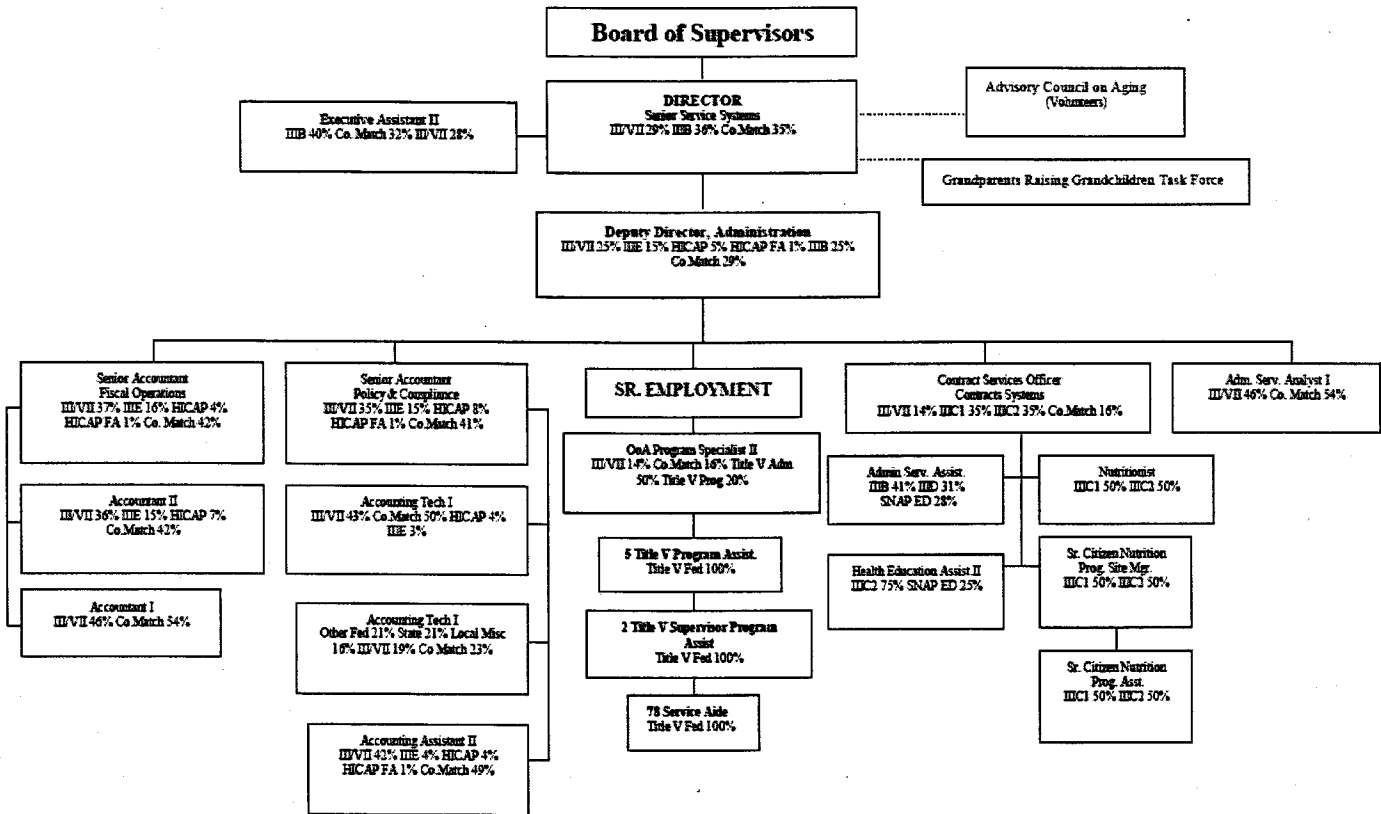 Board of Supervisors
DIRECTOR
Senior Service Systems
III/VII 29% IIIB 36% Co.Match 35%
Executive Assistant II
IIIB 40% Co. Match 32% III/VII 28%
Advisory Council on Aging
(Volunteers)
Grandparents Raising Grandchildren Task Force
Deputy Director, Administration
III/VII 25% IIIE 15% HICAP 5% HICAP FA 1% IIIB 25%
Co.Match 29%
Senior Accountant
Fiscal Operations
III/VII 37% IIIE 16% HICAP 4%
HICAP FA 1% Co. Match 42%
Accountant II
III/VII 36% IIIE 15% HICAP 7%
Co.Match 42%
Accountant I
III/VII 46% Co.Match 54%
Senior Accountant
Policy & Compliance
III/VII 35% IIIE 15% HICAP 8%
HICAP FA 1% Co.Match 41%
Accounting Tech I
III/VII 43% Co.Match 50% HICAP 4%
IIIE 3%
Accounting Tech I
Other Fed 21% State 21% Local Misc
16% III/VII 19% Co Match 23%
Accounting Assistant II
III/VII 42% IIIE 4% HICAP 4%
HICAP FA 1% Co.Match 49%
SR. EMPLOYMENT
OoA Program Specialist II
III/VII 14% Co.Match 16% Title V Adm
50% Title V Prog 20%
5 Title V Program Assist.
Title V Fed 100%
2 Title V Supervisor Program
Assist
Title V Fed 100%
78 Service Aide
Title V Fed 100%
Contract Services Officer
Contracts Systems
III/VII 14% IIIC1 35% IIIC2 35% Co.Match 16%
Admin Serv. Assist.
IIIB 41% IIID 31%
SNAP ED 28%
Health Education Assist II
IIIC2 75% SNAP ED 25%
Nutritionist
IIIC1 50% IIIC2 50%
Sr. Citizen Nutrition
Prog. Site Mgr.
IIIC1 50% IIIC2 50%
Sr. Citizen Nutrition
Prog. Asst.
IIIC1 50% IIIC2 50%
Adm. Serv. Analyst I
III/VII 46% Co. Match 54%